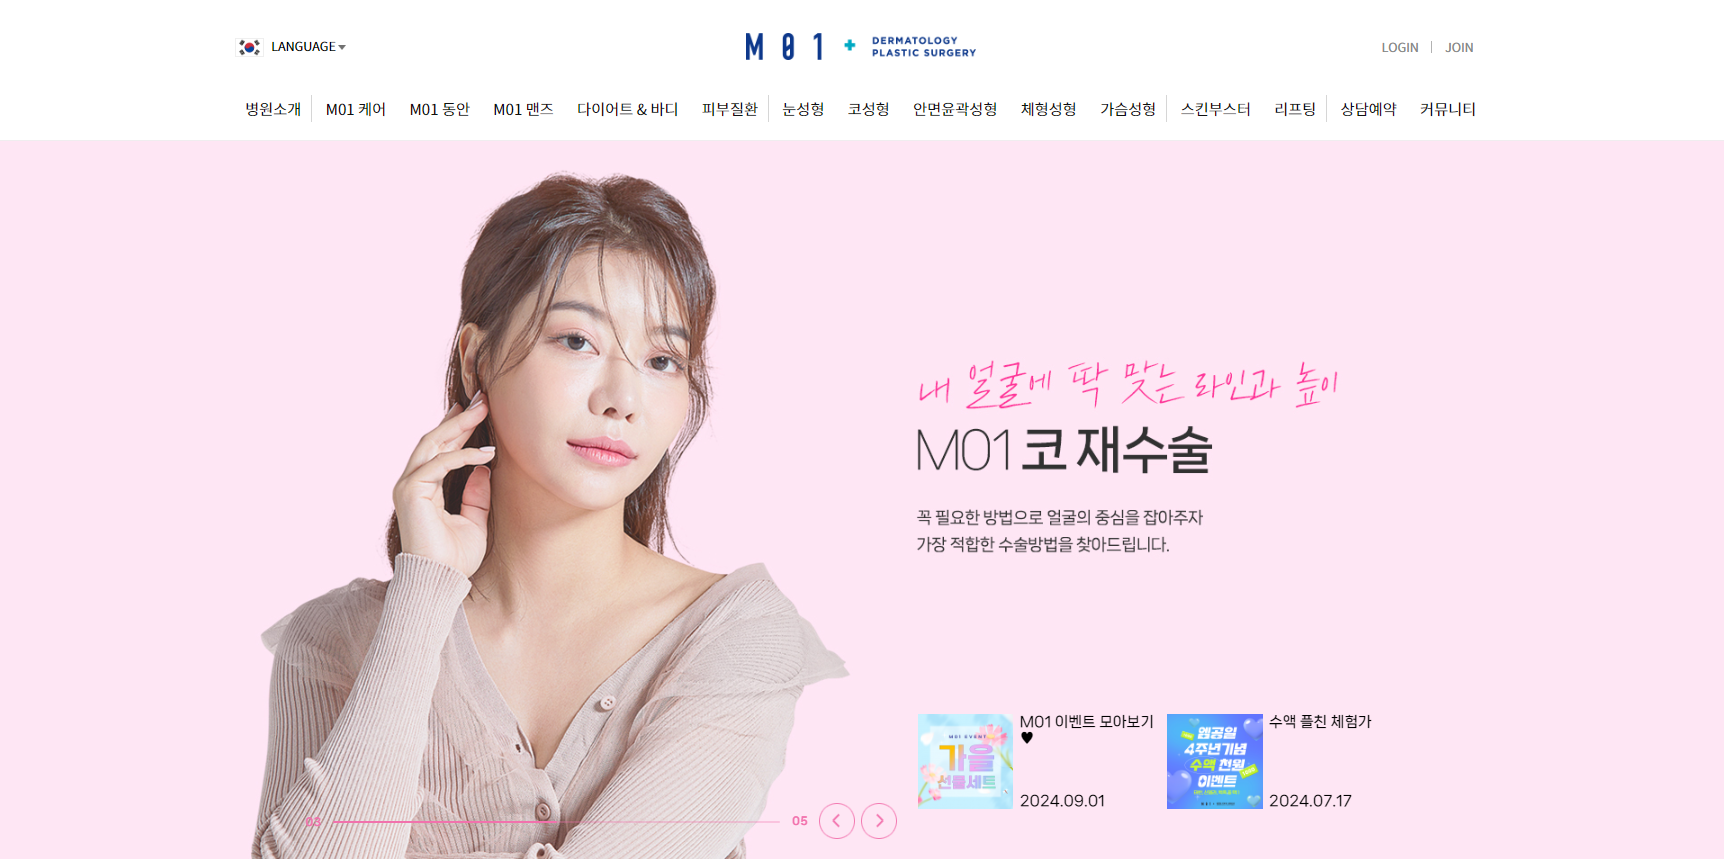 LANGUAGE
M01 + DERMATOLOGY
PLASTIC SURGERY
LOGIN | JOIN
병원소개 M01 케어 M01 동안 M01 맨즈 다이어트 & 바디 피부질환 눈성형 코성형 안면윤곽성형 체형성형 가슴성형 스킨부스터 리프팅 상담예약 커뮤니티
내 얼굴에 딱 맞는 라인과 높이
M01 코 재수술
꼭 필요한 방법으로 얼굴의 중심을 잡아주자
가장 적합한 수술방법을 찾아드립니다.
M01 EVENT
가을
선물세트
M01 이벤트 모아보기
♥
2024.09.01
엠공일
4주년기념
수액 천원
이벤트
수액 플친 체험가
2024.07.17
03
05